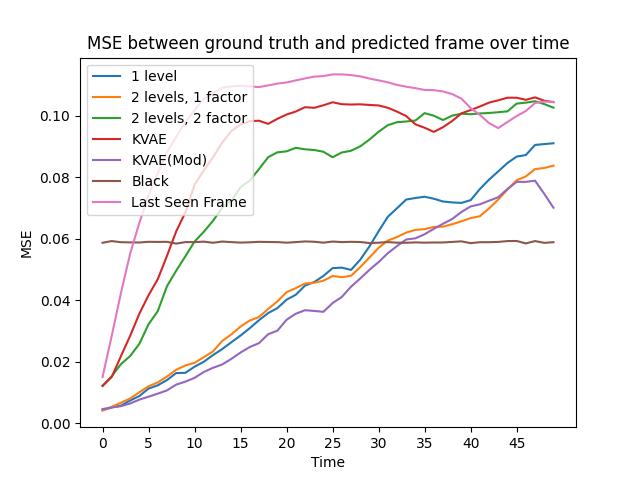 MSE between ground truth and predicted frame over time
1 level
2 levels, 1 factor
2 levels, 2 factor
KVAE
KVAE(Mod)
Black
Last Seen Frame
0.10
0.08
0.06
0.04
0.02
0.00
MSE
0 5 10 15 20 25 30 35 40 45
Time